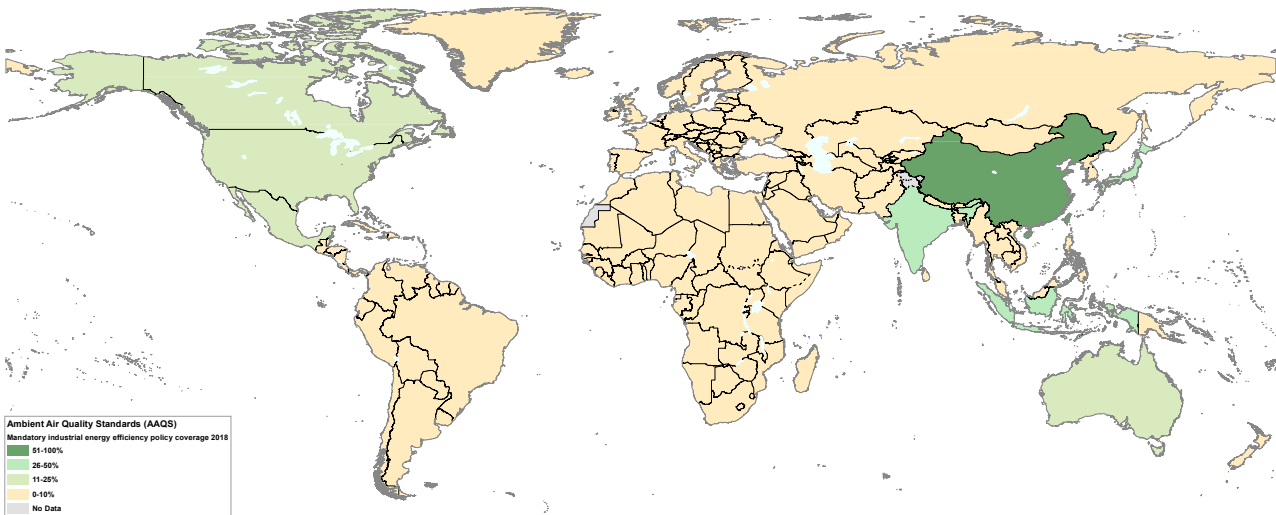 Ambient Air Quality Standards (AAQS)
Mandatory industrial energy efficiency policy coverage 2018
51-100%
26-50%
11-25%
0-10%
No Data